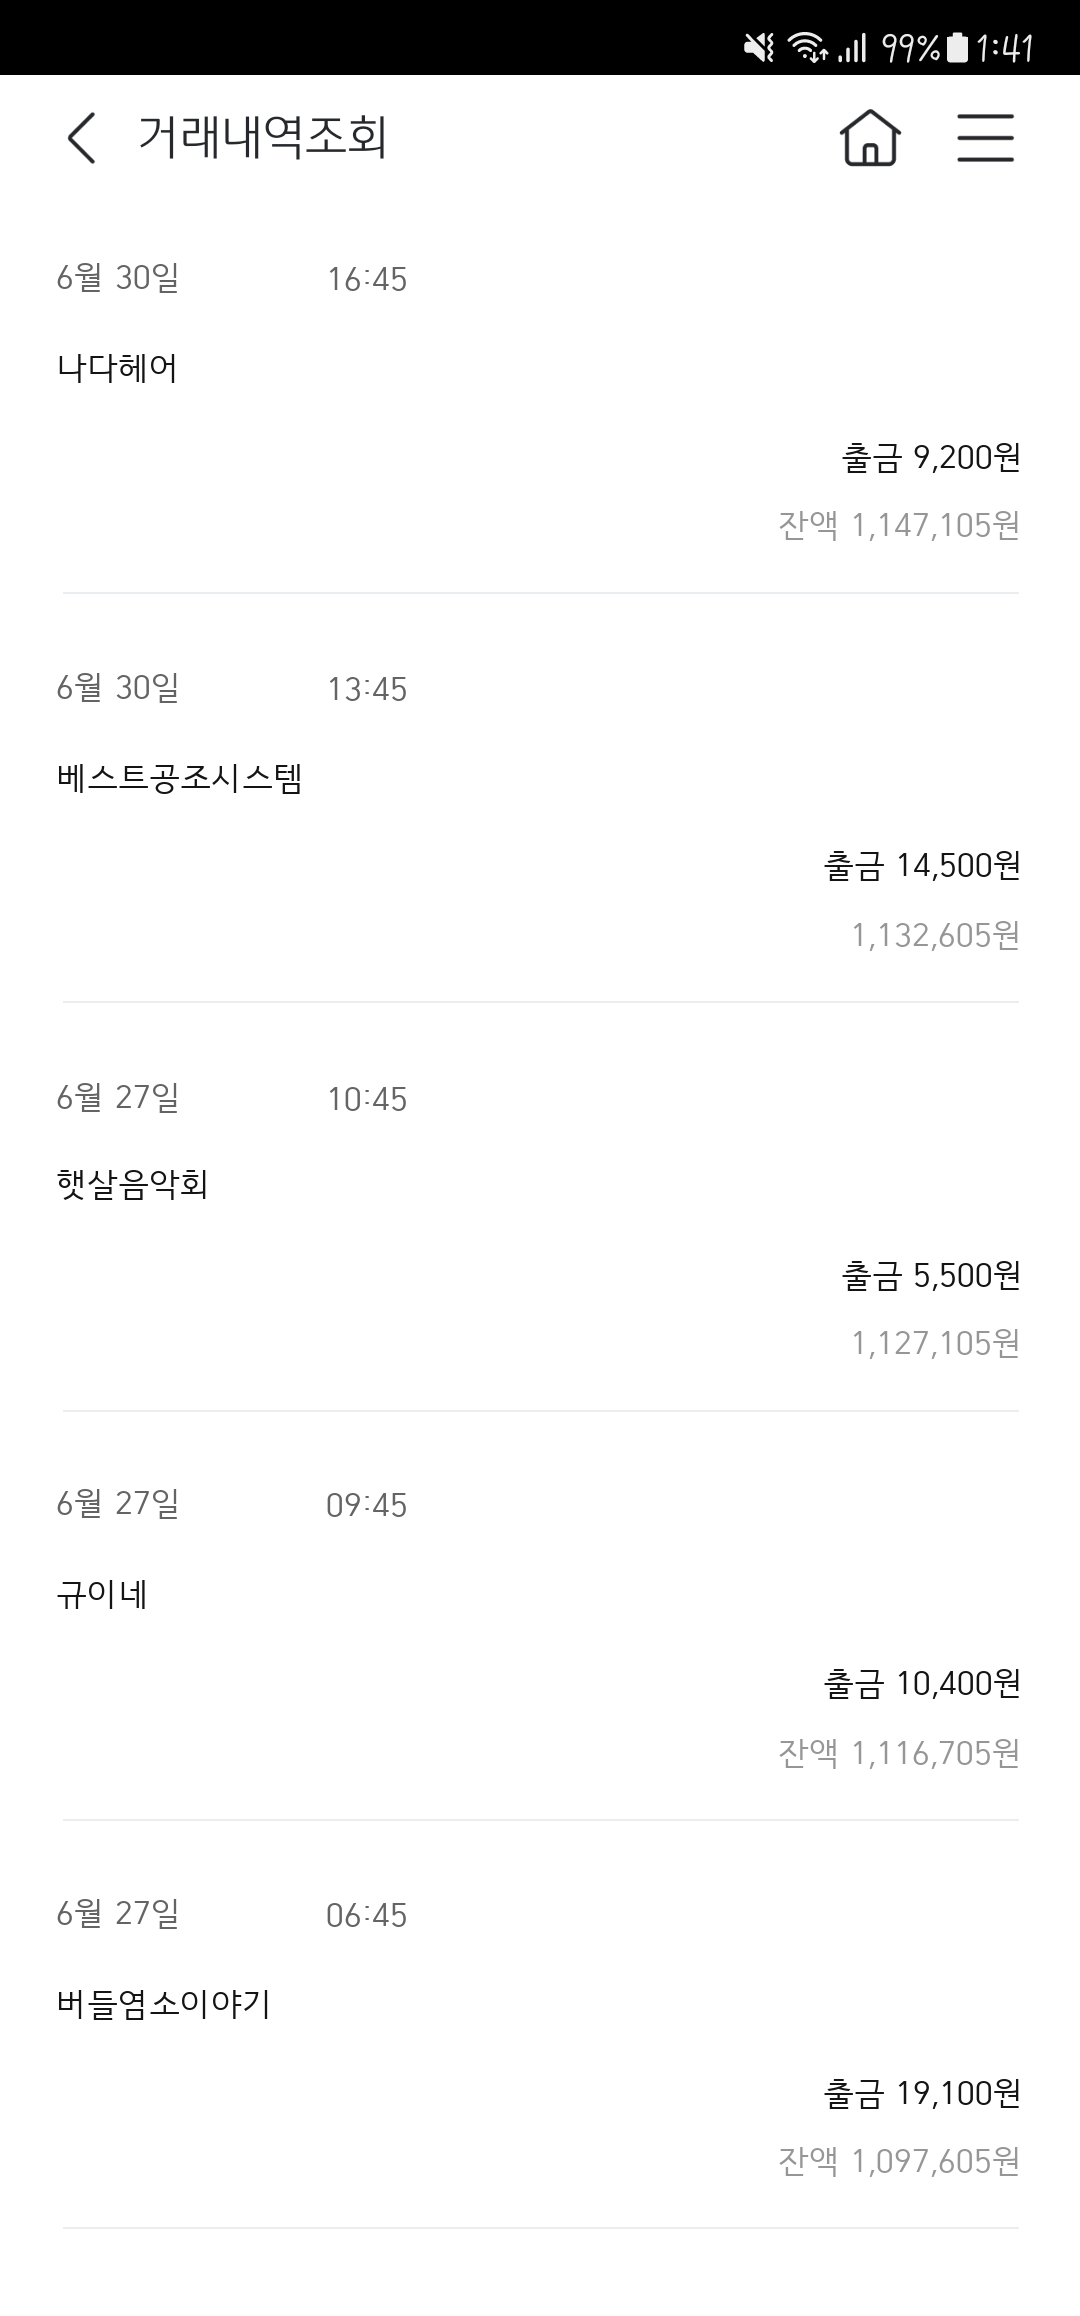 99% 1:41
거래내역조회
6월 30일 16:45
나다헤어
출금 9,200원
잔액 1,147,105원
6월 30일 13:45
베스트공조시스템
출금 14,500원
1,132,605원
6월 27일 10:45
햇살음악회
출금 5,500원
1,127,105원
6월 27일 09:45
규이네
출금 10,400원
잔액 1,116,705원
6월 27일 06:45
버들염소이야기
출금 19,100원
잔액 1,097,605원